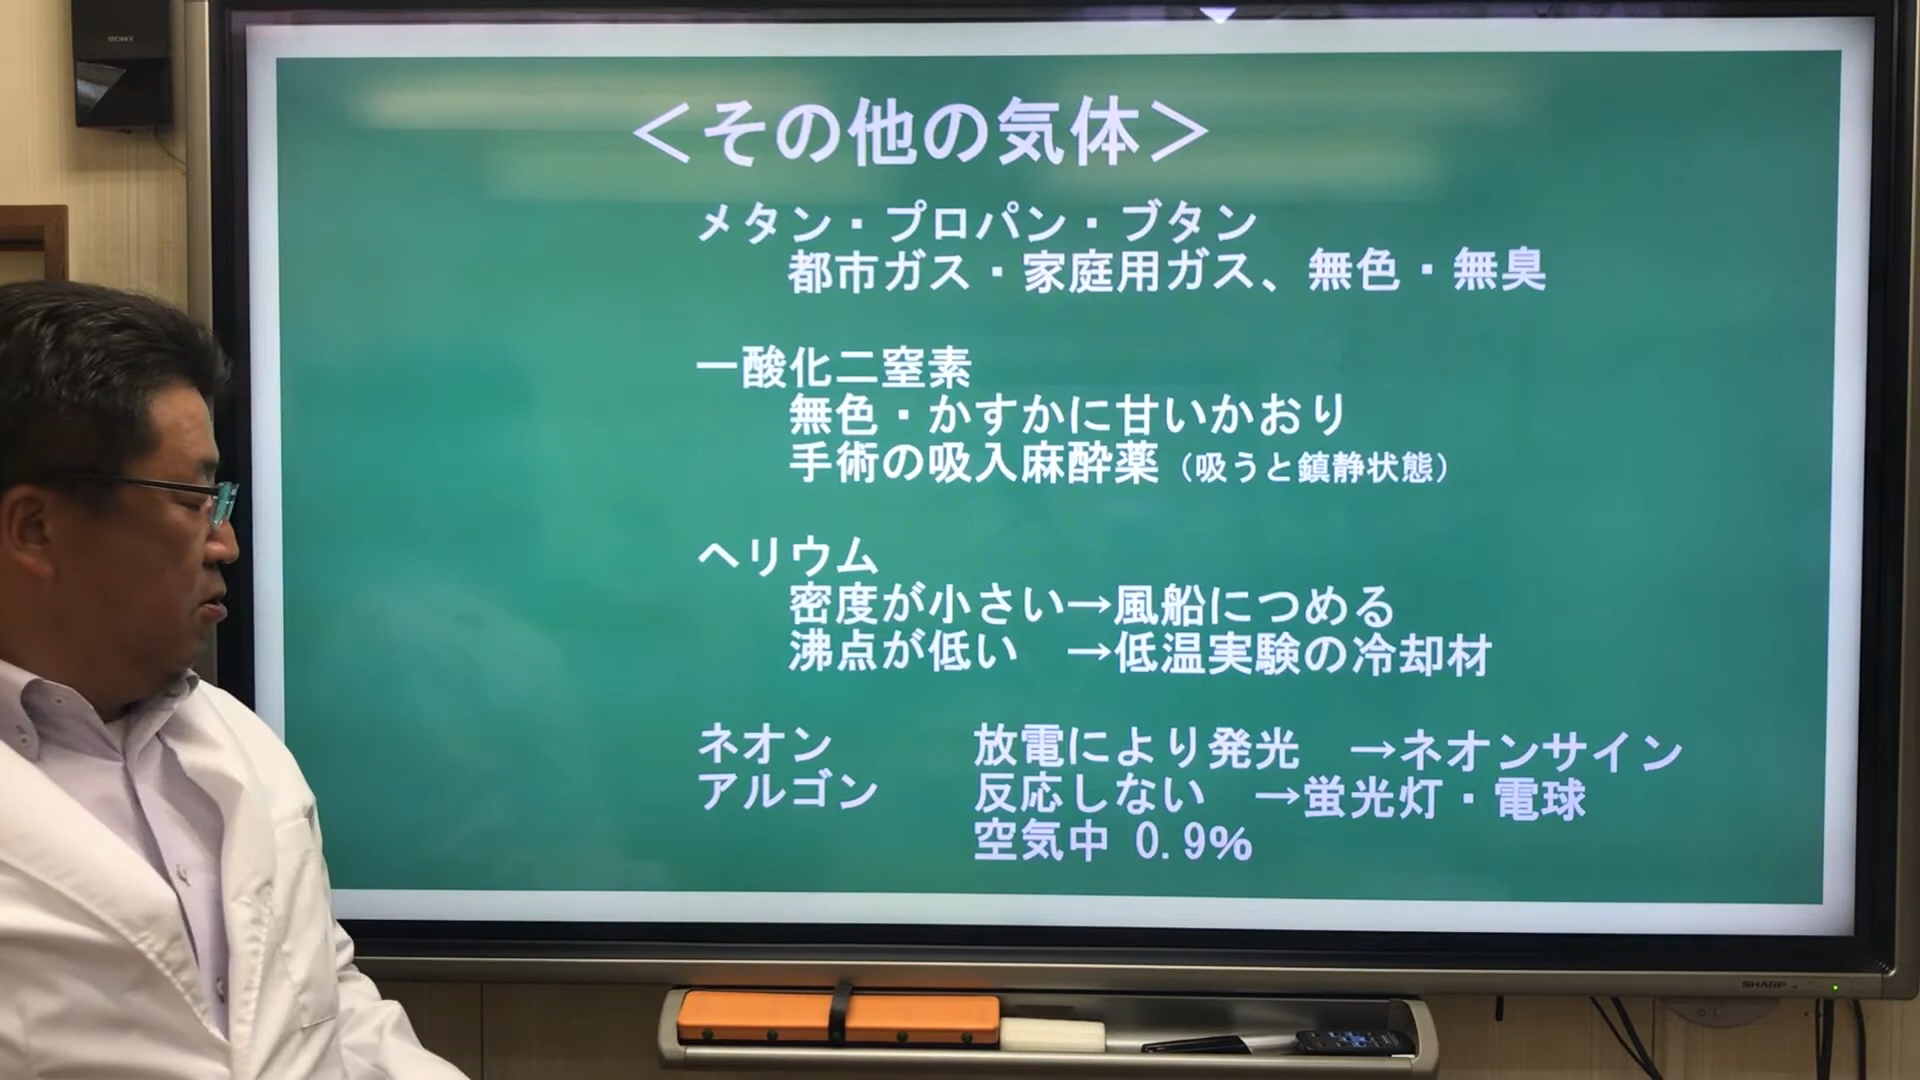 SONY
＜その他の気体＞
メタン・プロパン・ブタン
都市ガス・家庭用ガス、無色・無臭
一酸化二窒素
無色・かすかに甘いかおり
手術の吸入麻酔薬（吸うと鎮静状態）
ヘリウム
密度が小さい→風船につめる
沸点が低い　→低温実験の冷却材
ネオン　放電により発光　→ネオンサイン
アルゴン　反応しない　→蛍光灯・電球
空気中 0.9%
SHARP